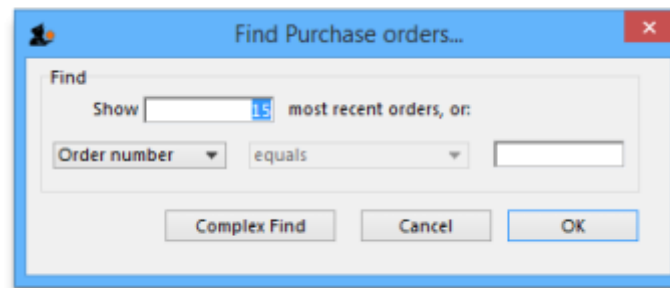 Find Purchase orders...
Find
Show 15 most recent orders, or:
Order number equals
Complex Find Cancel OK